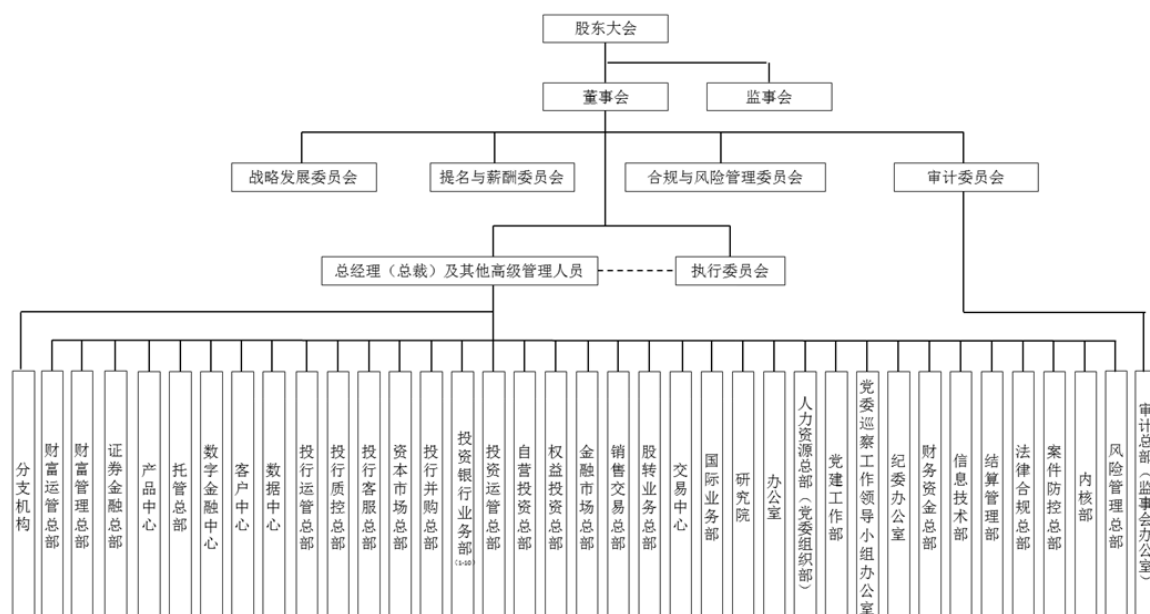 股东大会
董事会
监事会
战略发展委员会
提名与薪酬委员会
合规与风险管理委员会
审计委员会
总经理（总裁）及其他高级管理人员
执行委员会
分支机构
财富运管总部
财富管理总部
证券金融总部
产品中心
托管总部
数字金融中心
客户中心
数据中心
投行运管总部
投行质控总部
投行客服总部
资本市场总部
投行并购总部
投资银行业务部（1-10）
投资运管总部
自营投资总部
权益投资总部
金融市场总部
销售交易总部
股转业务总部
交易中心
国际业务部
研究院
办公室
人力资源总部（党委组织部）
党建工作部
党委巡察工作领导小组办公室
纪委办公室
财务资金总部
信息技术部
结算管理部
法律合规总部
案件防控总部
内核部
风险管理总部
审计总部（监事会办公室）